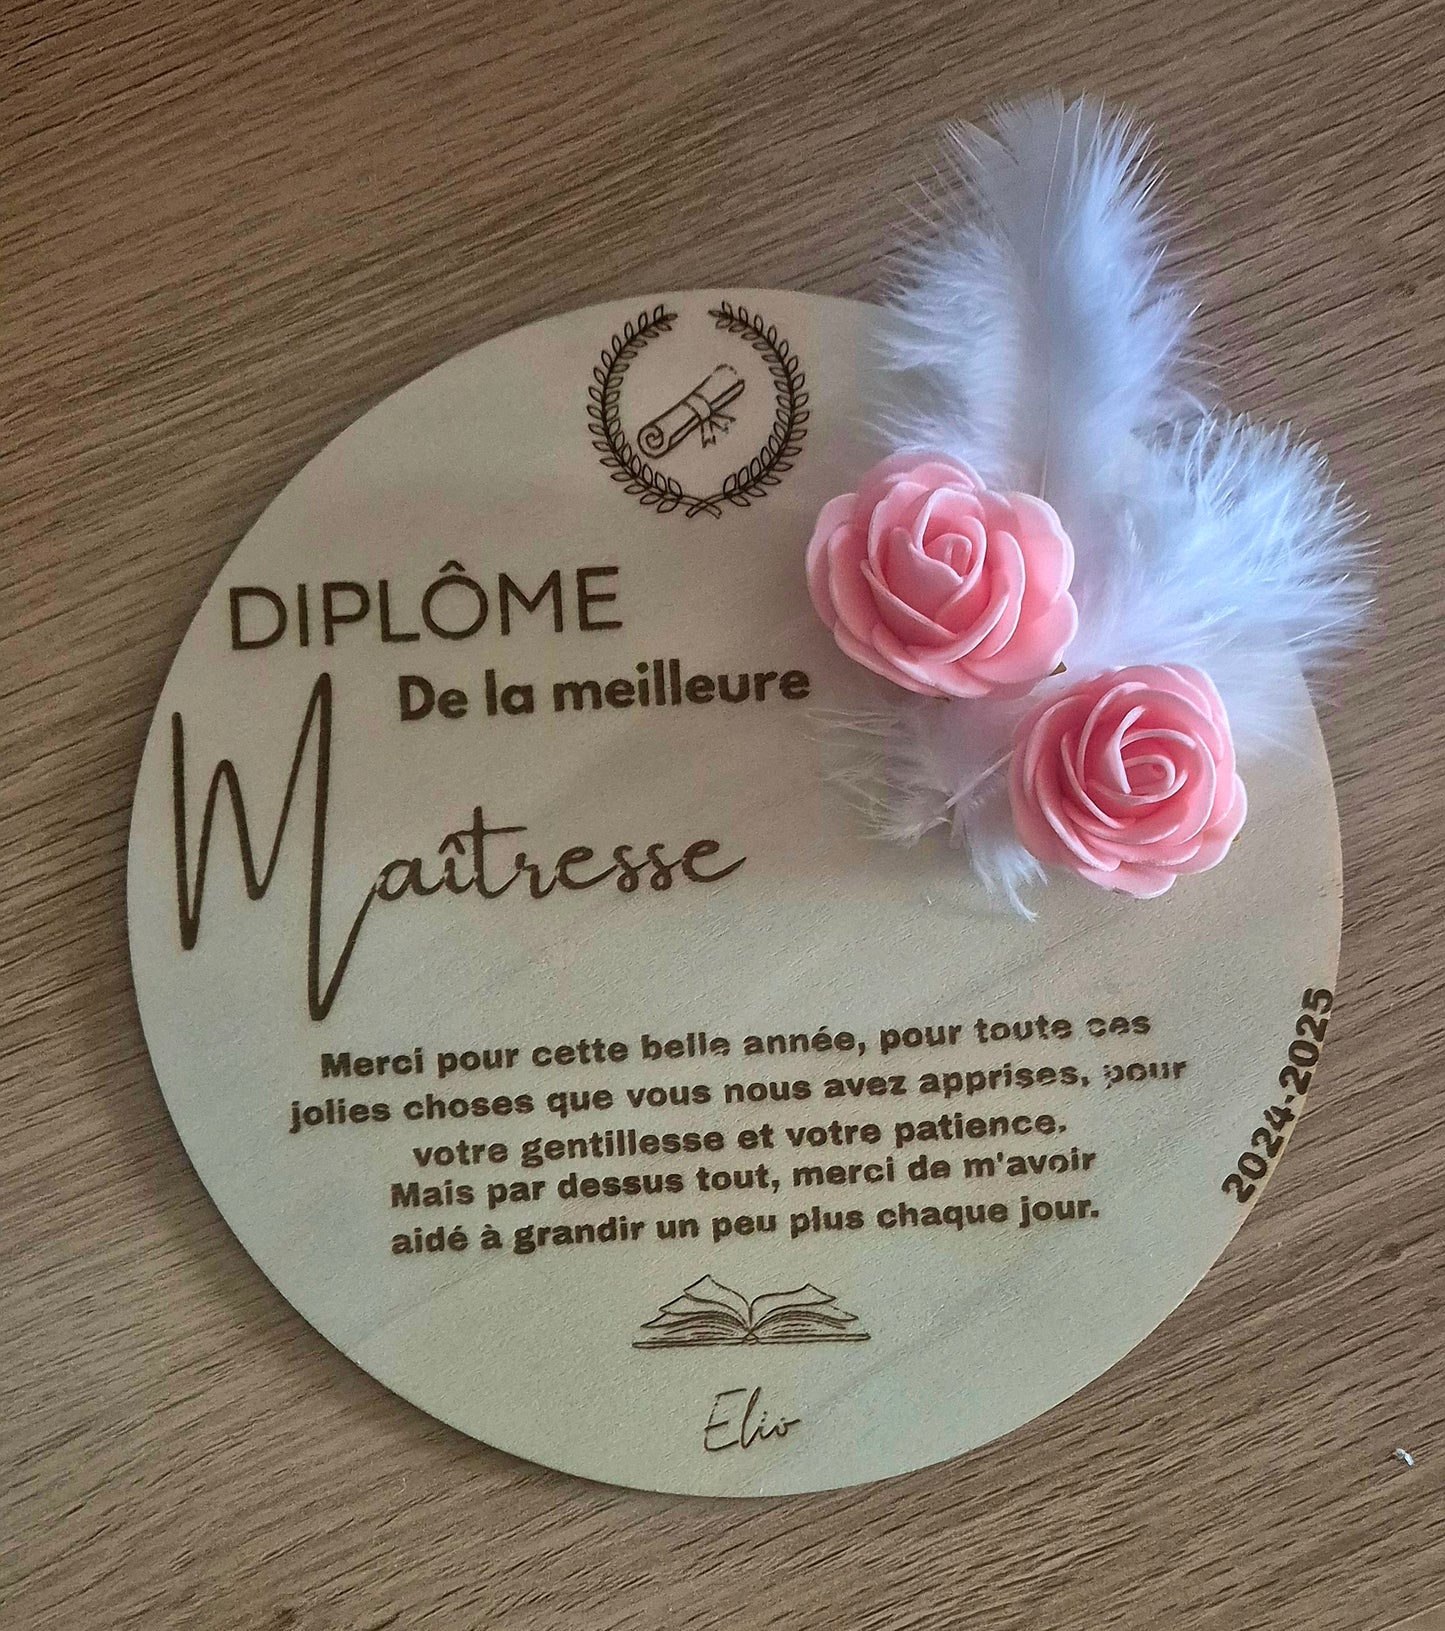 DIPLÔME
De la meilleure
Maîtresse
Merci pour cette belle année, pour toute ces
jolies choses que vous nous avez apprises, pour
votre gentillesse et votre patience.
Mais par dessus tout, merci de m'avoir
aidé à grandir un peu plus chaque jour.
2024-2025
Elio